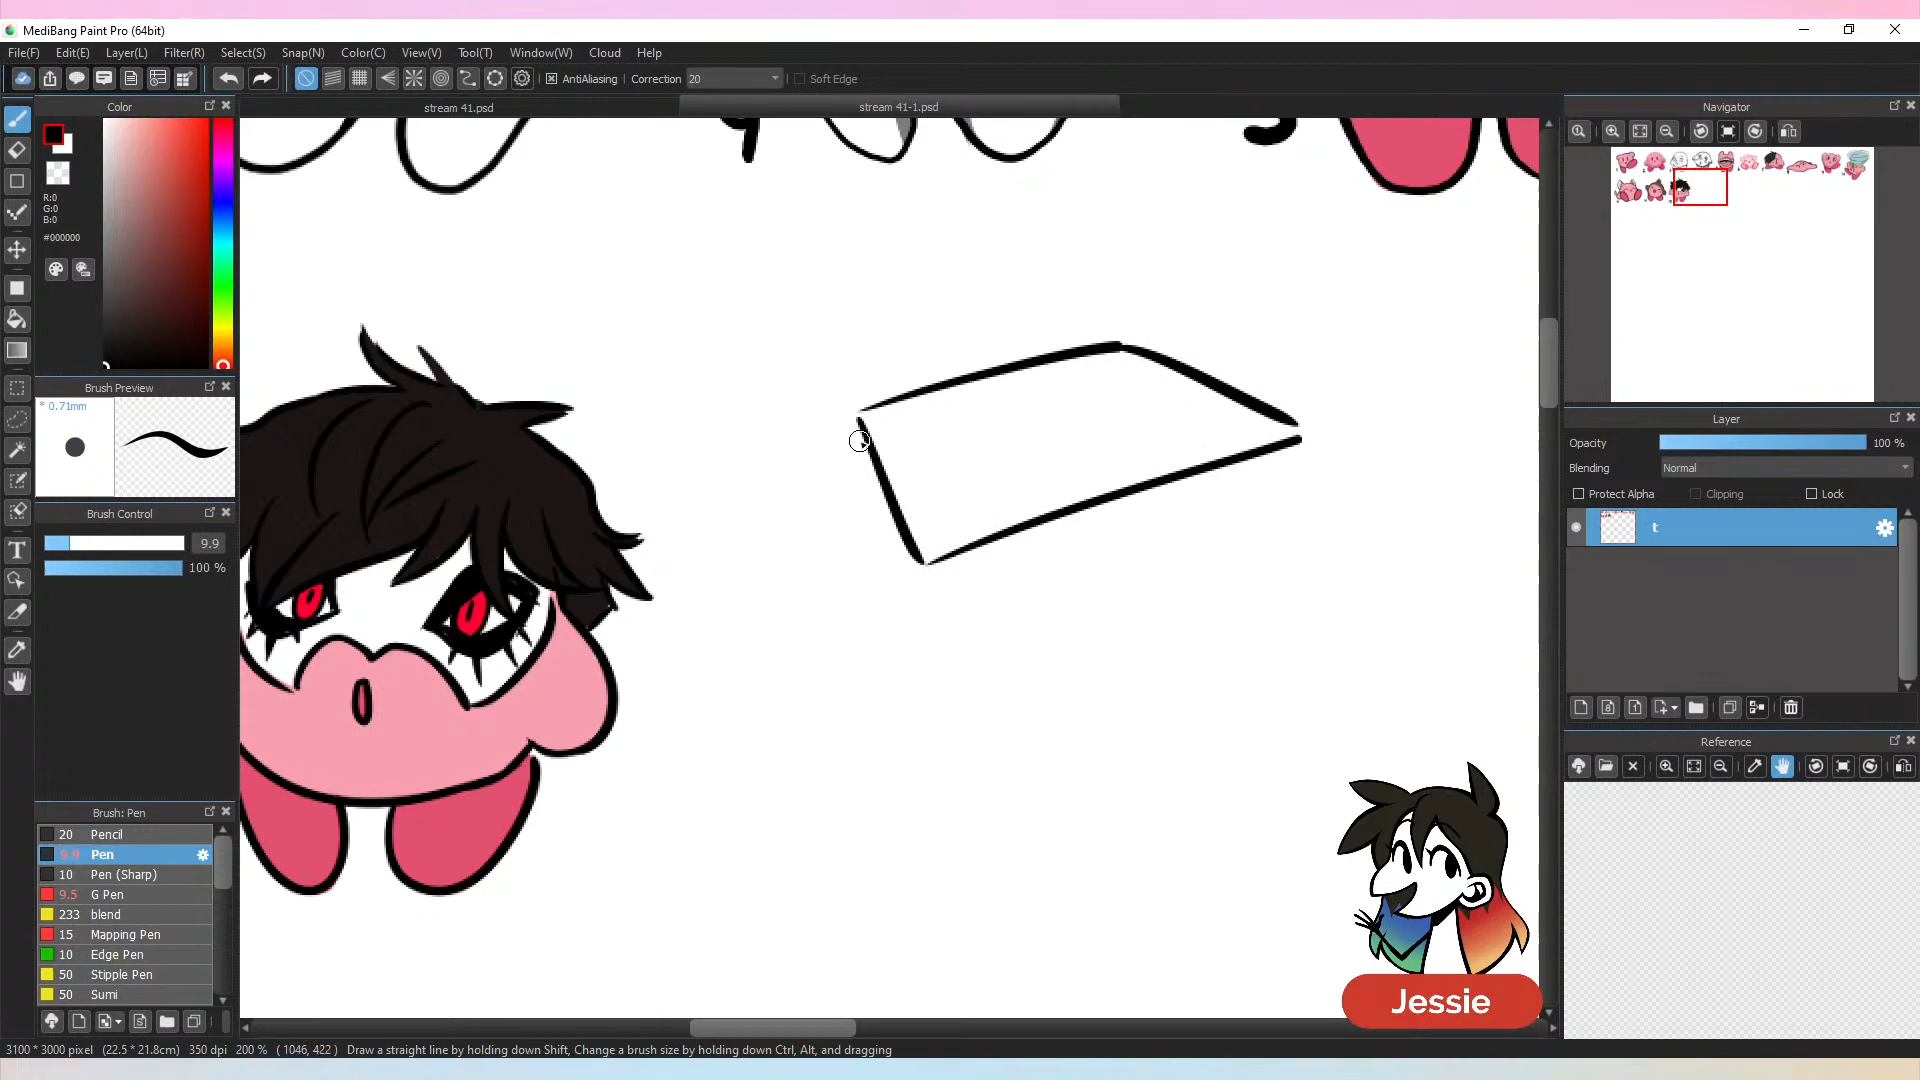 MediBang Paint Pro (64bit)
File(F) Edit(E) Layer(L) Filter(R) Select(S) Snap(N) Color(C) View(V) Tool(T) Window(W) Cloud Help
AntiAliasing Correction 20 Soft Edge
Color
stream 41.psd
stream 41-1.psd
Navigator
R:0
G:0
B:0
#000000
Brush Preview
* 0.71mm
Brush Control
9.9
100 %
Brush: Pen
20 Pencil
9.9 Pen
10 Pen (Sharp)
9.5 G Pen
233 blend
15 Mapping Pen
10 Edge Pen
50 Stipple Pen
50 Sumi
Layer
Opacity 100 %
Blending Normal
Protect Alpha Clipping Lock
t
Reference
Jessie
3100 * 3000 pixel (22.5 * 21.8cm) 350 dpi 200 % ( 1046, 422 ) Draw a straight line by holding down Shift, Change a brush size by holding down Ctrl, Alt, and dragging